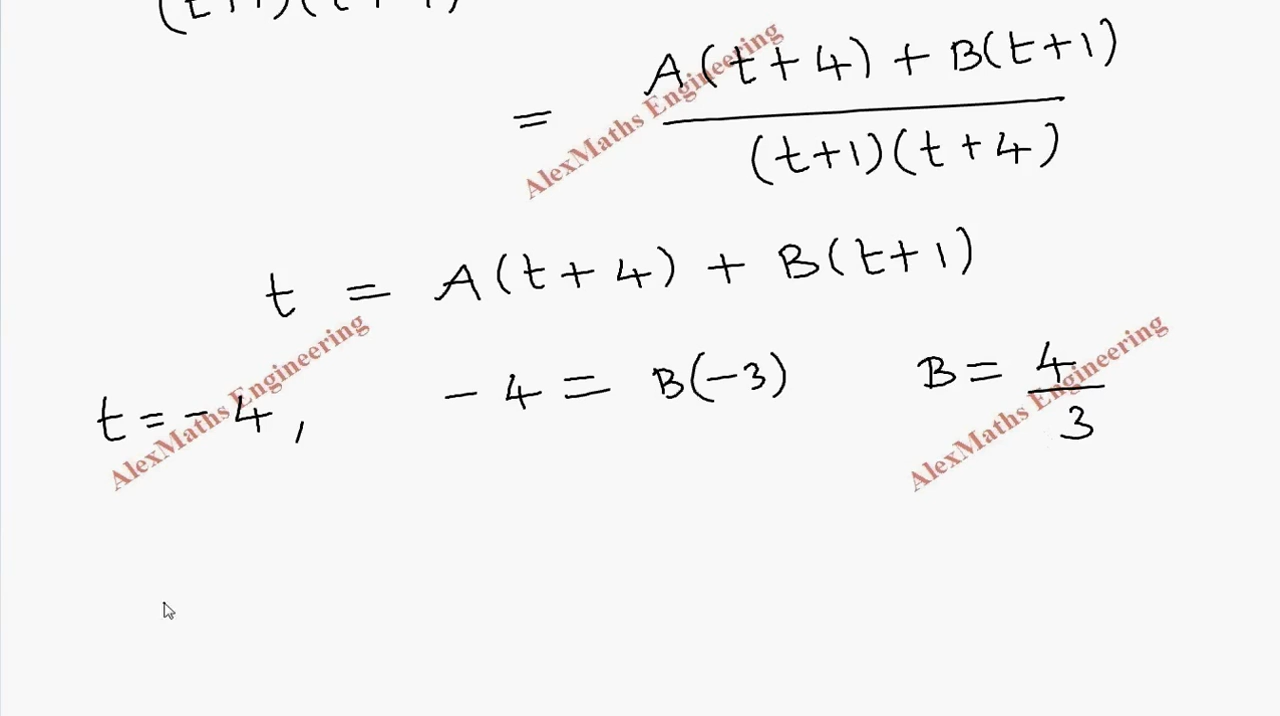 = A(t+4) + B(t+1)
(t+1)(t+4)
t = A(t+4) + B(t+1)
t = -4, -4 = B(-3) B = 4/3
AlexMaths Engineering
AlexMaths Engineering
AlexMaths Engineering